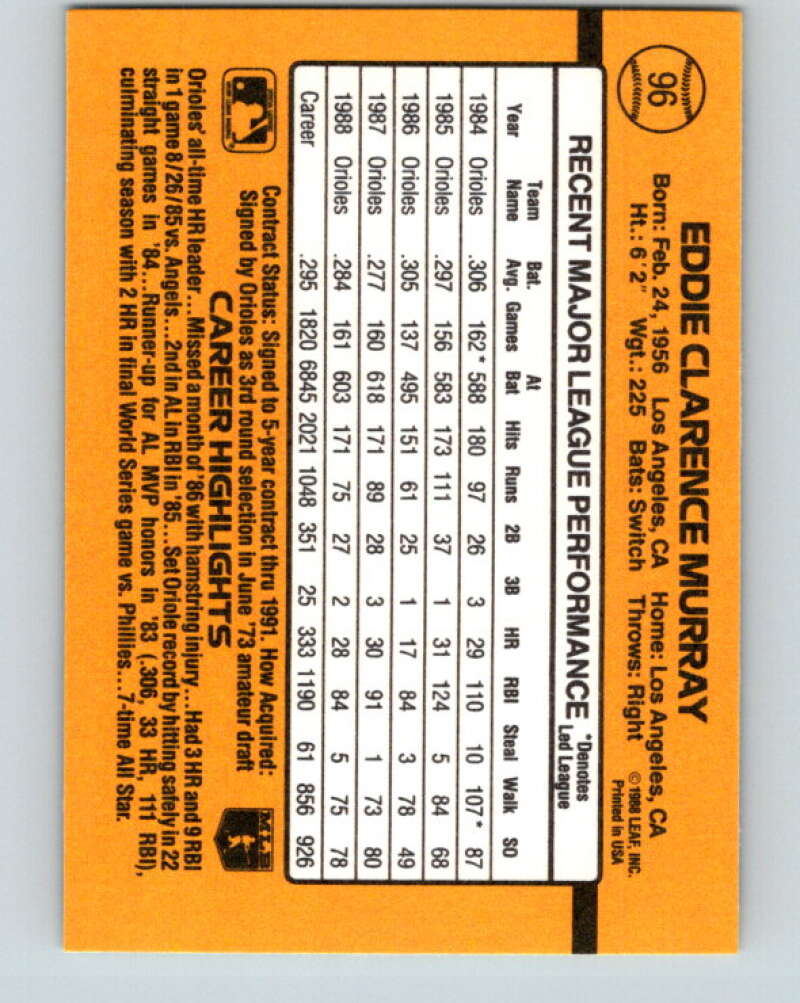 96
EDDIE CLARENCE MURRAY
Born: Feb. 24, 1956 Los Angeles, CA Home: Los Angeles, CA
Ht.: 6'2" Wgt.: 225 Bats: Switch Throws: Right
©1988 LEAF, INC.
Printed in USA
RECENT MAJOR LEAGUE PERFORMANCE *Denotes Led League
Year Team Name Bat. Avg. Games At Bat Hits Runs 2B 3B HR RBI Steal Walk SO
1984 Orioles .306 162* 588 180 97 26 3 29 110 10 107* 87
1985 Orioles .297 156 583 173 111 37 1 31 124 5 84 68
1986 Orioles .305 137 495 151 61 25 1 17 84 3 78 49
1987 Orioles .277 160 618 171 89 28 3 30 91 1 73 80
1988 Orioles .284 161 603 171 75 27 2 28 84 5 75 78
Career .295 1820 6845 2021 1048 351 25 333 1190 61 856 926
Contract Status: Signed to 5-year contract thru 1991. How Acquired:
Signed by Orioles as 3rd round selection in June '73 amateur draft
MLB
CAREER HIGHLIGHTS
Orioles' all-time HR leader...Missed a month of '86 with hamstring injury...Had 3 HR and 9 RBI
in 1 game 8/26/85 vs. Angels...2nd in AL in RBI in '85...Set Oriole record by hitting safely in 22
straight games in '84...Runner-up for AL MVP honors in '83 (.306, 33 HR, 111 RBI),
culminating season with 2 HR in final World Series game vs. Phillies...7-time All Star.